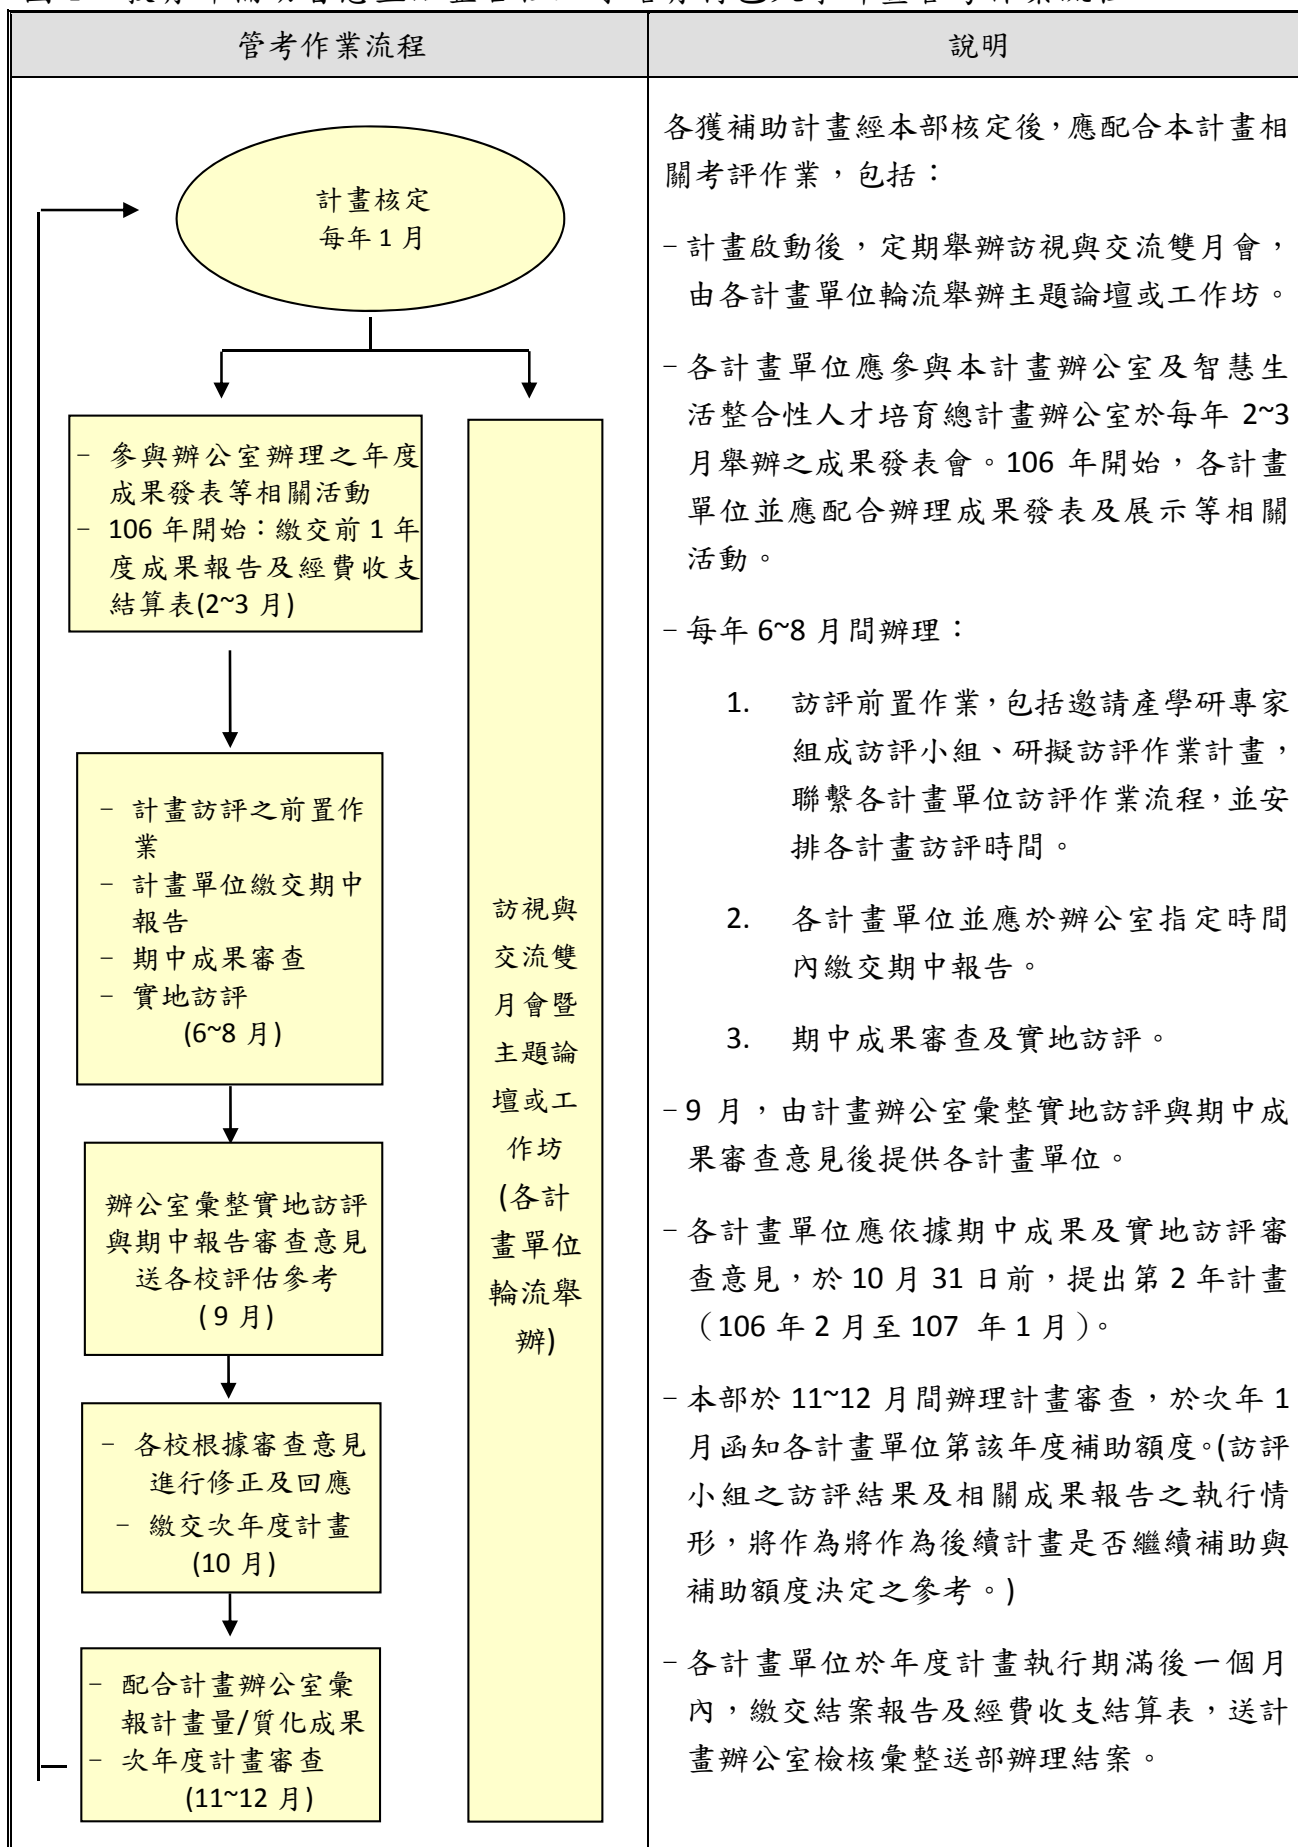 管考作業流程
說明
計畫核定
每年 1 月
- 參與辦公室辦理之年度
成果發表等相關活動
- 106 年開始：繳交前 1 年
度成果報告及經費收支
結算表(2~3 月)
- 計畫訪評之前置作
業
- 計畫單位繳交期中
報告
- 期中成果審查
- 實地訪評
(6~8 月)
辦公室彙整實地訪評
與期中報告審查意見
送各校評估參考
( 9 月)
- 各校根據審查意見
進行修正及回應
- 繳交次年度計畫
(10 月)
- 配合計畫辦公室彙
報計畫量/質化成果
- 次年度計畫審查
(11~12 月)
訪視與
交流雙
月會暨
主題論
壇或工
作坊
(各計
畫單位
輪流舉
辦)
各獲補助計畫經本部核定後，應配合本計畫相
關考評作業，包括：
- 計畫啟動後，定期舉辦訪視與交流雙月會，
由各計畫單位輪流舉辦主題論壇或工作坊。
- 各計畫單位應參與本計畫辦公室及智慧生
活整合性人才培育總計畫辦公室於每年 2~3
月舉辦之成果發表會。106 年開始，各計畫
單位並應配合辦理成果發表及展示等相關
活動。
- 每年 6~8 月間辦理：
1. 訪評前置作業，包括邀請產學研專家
組成訪評小組、研擬訪評作業計畫，
聯繫各計畫單位訪評作業流程，並安
排各計畫訪評時間。
2. 各計畫單位並應於辦公室指定時間
內繳交期中報告。
3. 期中成果審查及實地訪評。
- 9 月，由計畫辦公室彙整實地訪評與期中成
果審查意見後提供各計畫單位。
- 各計畫單位應依據期中成果及實地訪評審
查意見，於 10 月 31 日前，提出第 2 年計畫
（106 年 2 月至 107 年 1 月）。
- 本部於 11~12 月間辦理計畫審查，於次年 1
月函知各計畫單位第該年度補助額度。(訪評
小組之訪評結果及相關成果報告之執行情
形，將作為將作為後續計畫是否繼續補助與
補助額度決定之參考。)
- 各計畫單位於年度計畫執行期滿後一個月
內，繳交結案報告及經費收支結算表，送計
畫辦公室檢核彙整送部辦理結案。